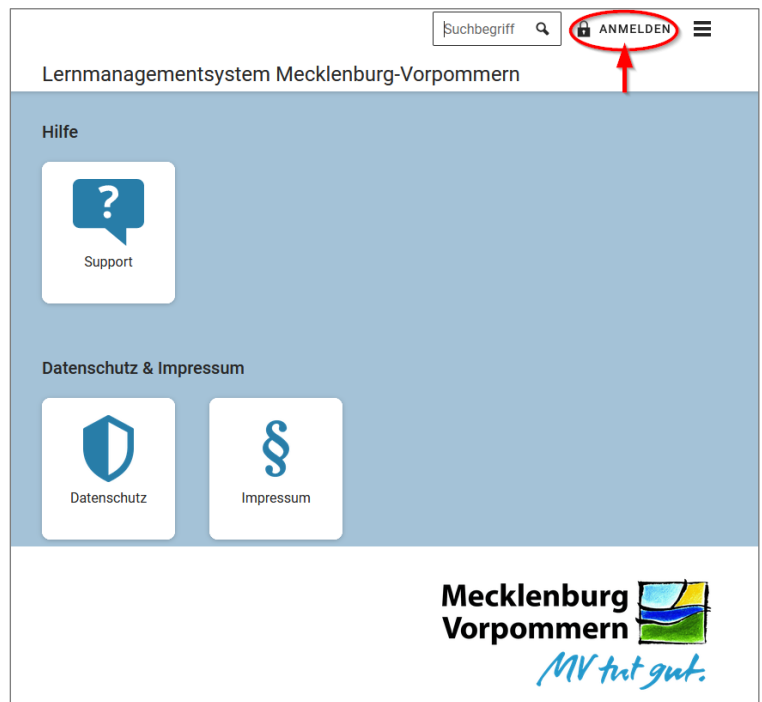 Suchbegriff
ANMELDEN
Lernmanagementsystem Mecklenburg-Vorpommern
Hilfe
?
Support
Datenschutz & Impressum
§
Datenschutz
Impressum
Mecklenburg
Vorpommern
MV tut gut.